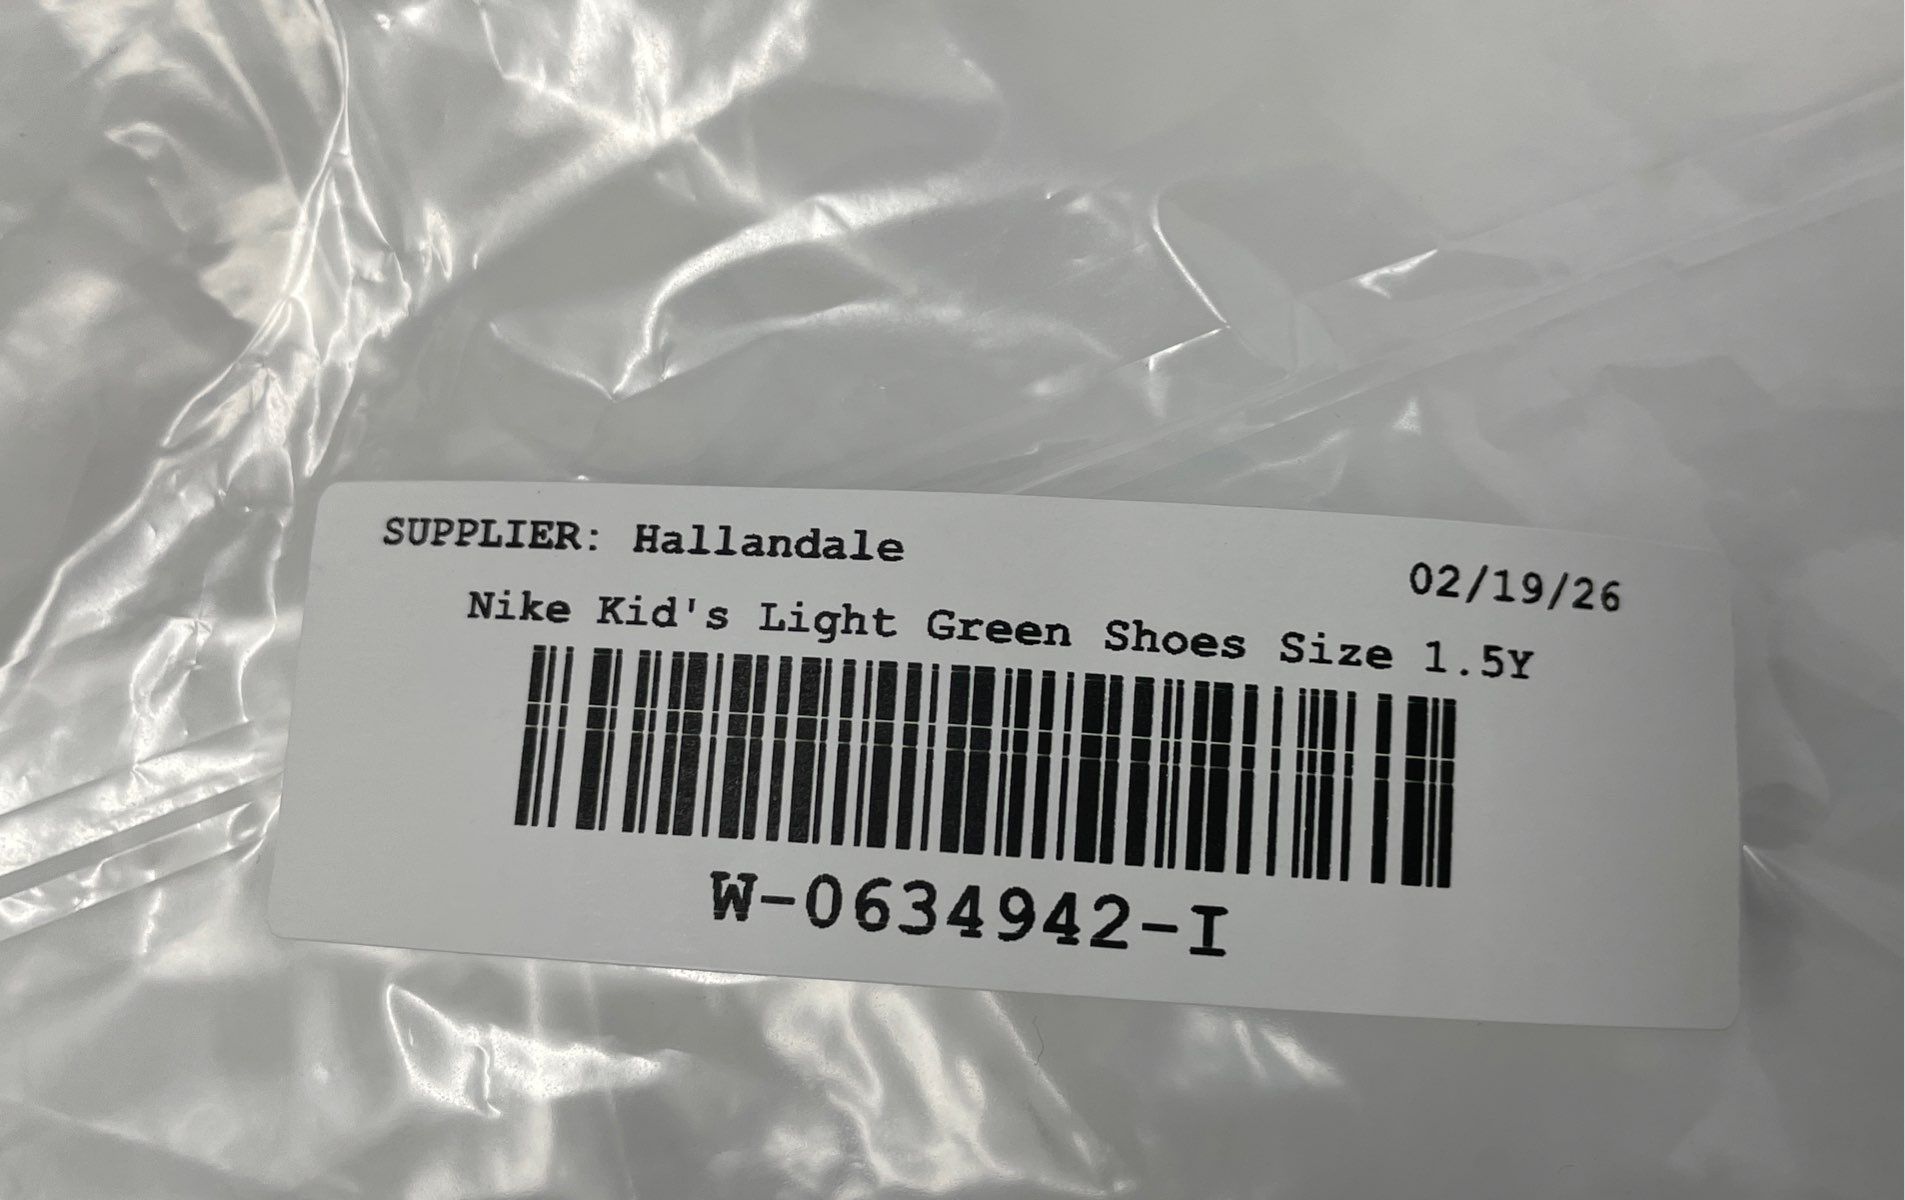 SUPPLIER: Hallandale
02/19/26
Nike Kid's Light Green Shoes Size 1.5Y
W-0634942-I